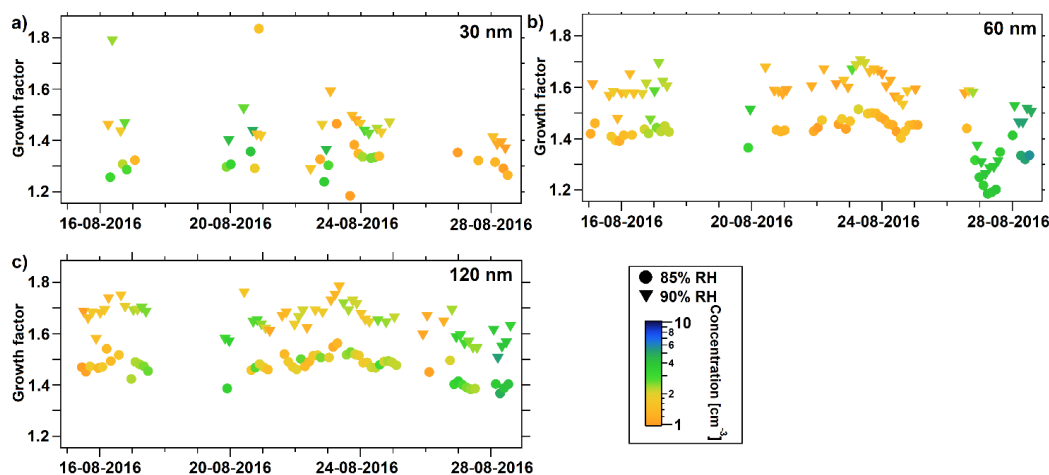 a)
30 nm
Growth factor
1.8
1.6
1.4
1.2
16-08-2016
20-08-2016
24-08-2016
28-08-2016
b)
60 nm
Growth factor
1.8
1.6
1.4
1.2
16-08-2016
20-08-2016
24-08-2016
28-08-2016
c)
120 nm
Growth factor
1.8
1.6
1.4
1.2
16-08-2016
20-08-2016
24-08-2016
28-08-2016
85% RH
90% RH
10
8
6
4
2
1
Concentration [cm⁻³]